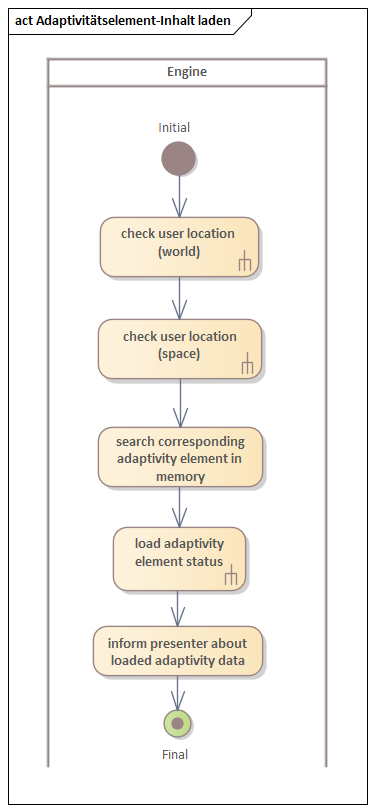 act Adaptivitätselement-Inhalt laden
Engine
Initial
check user location
(world)
check user location
(space)
search corresponding
adaptivity element in
memory
load adaptivity
element status
inform presenter about
loaded adaptivity data
Final